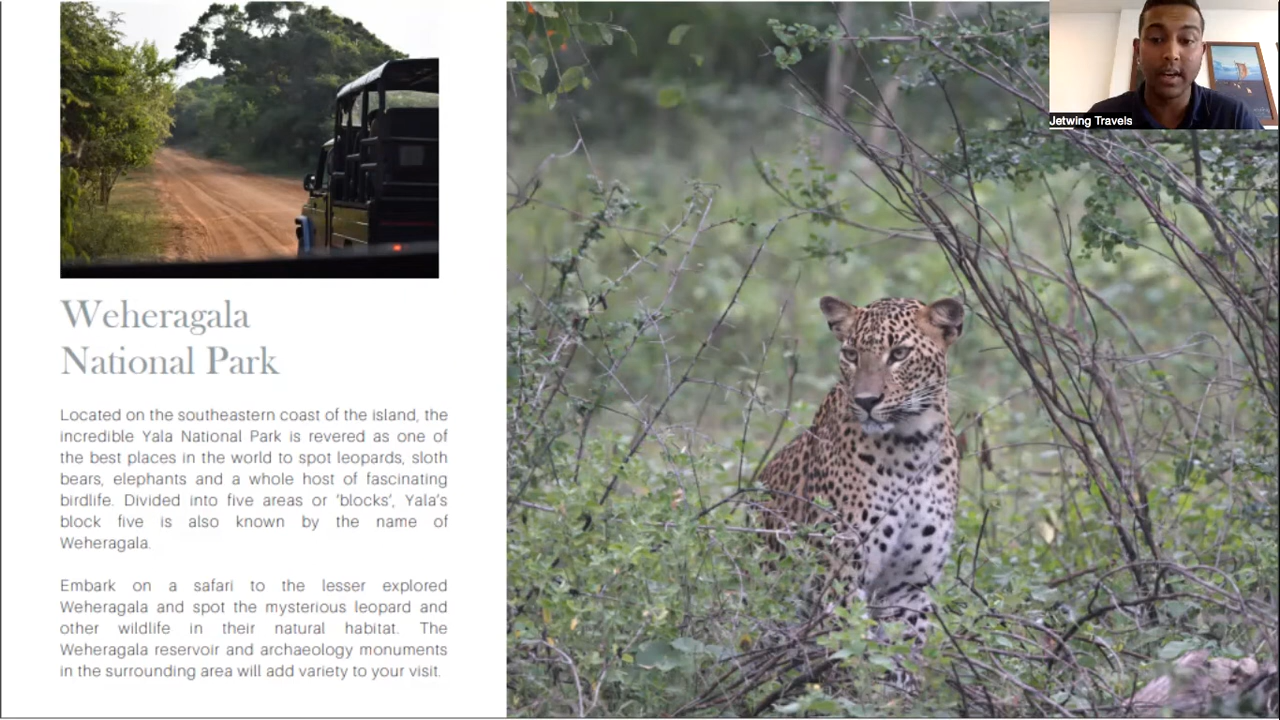 Jetwing Travels
Weheragala
National Park
Located on the southeastern coast of the island, the
incredible Yala National Park is revered as one of
the best places in the world to spot leopards, sloth
bears, elephants and a whole host of fascinating
birdlife. Divided into five areas or ‘blocks’, Yala’s
block five is also known by the name of
Weheragala.
Embark on a safari to the lesser explored
Weheragala and spot the mysterious leopard and
other wildlife in their natural habitat. The
Weheragala reservoir and archaeology monuments
in the surrounding area will add variety to your visit.